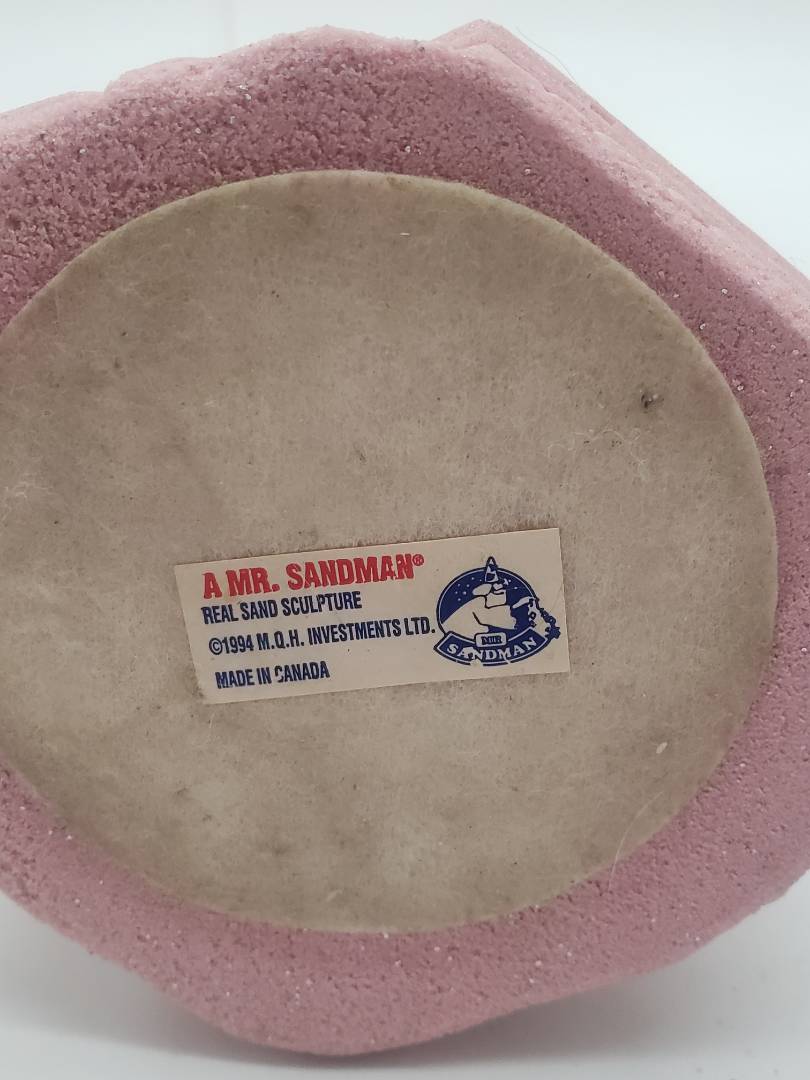 A MR. SANDMAN®
REAL SAND SCULPTURE
©1994 M.Q.H. INVESTMENTS LTD.
MADE IN CANADA
MR
SANDMAN